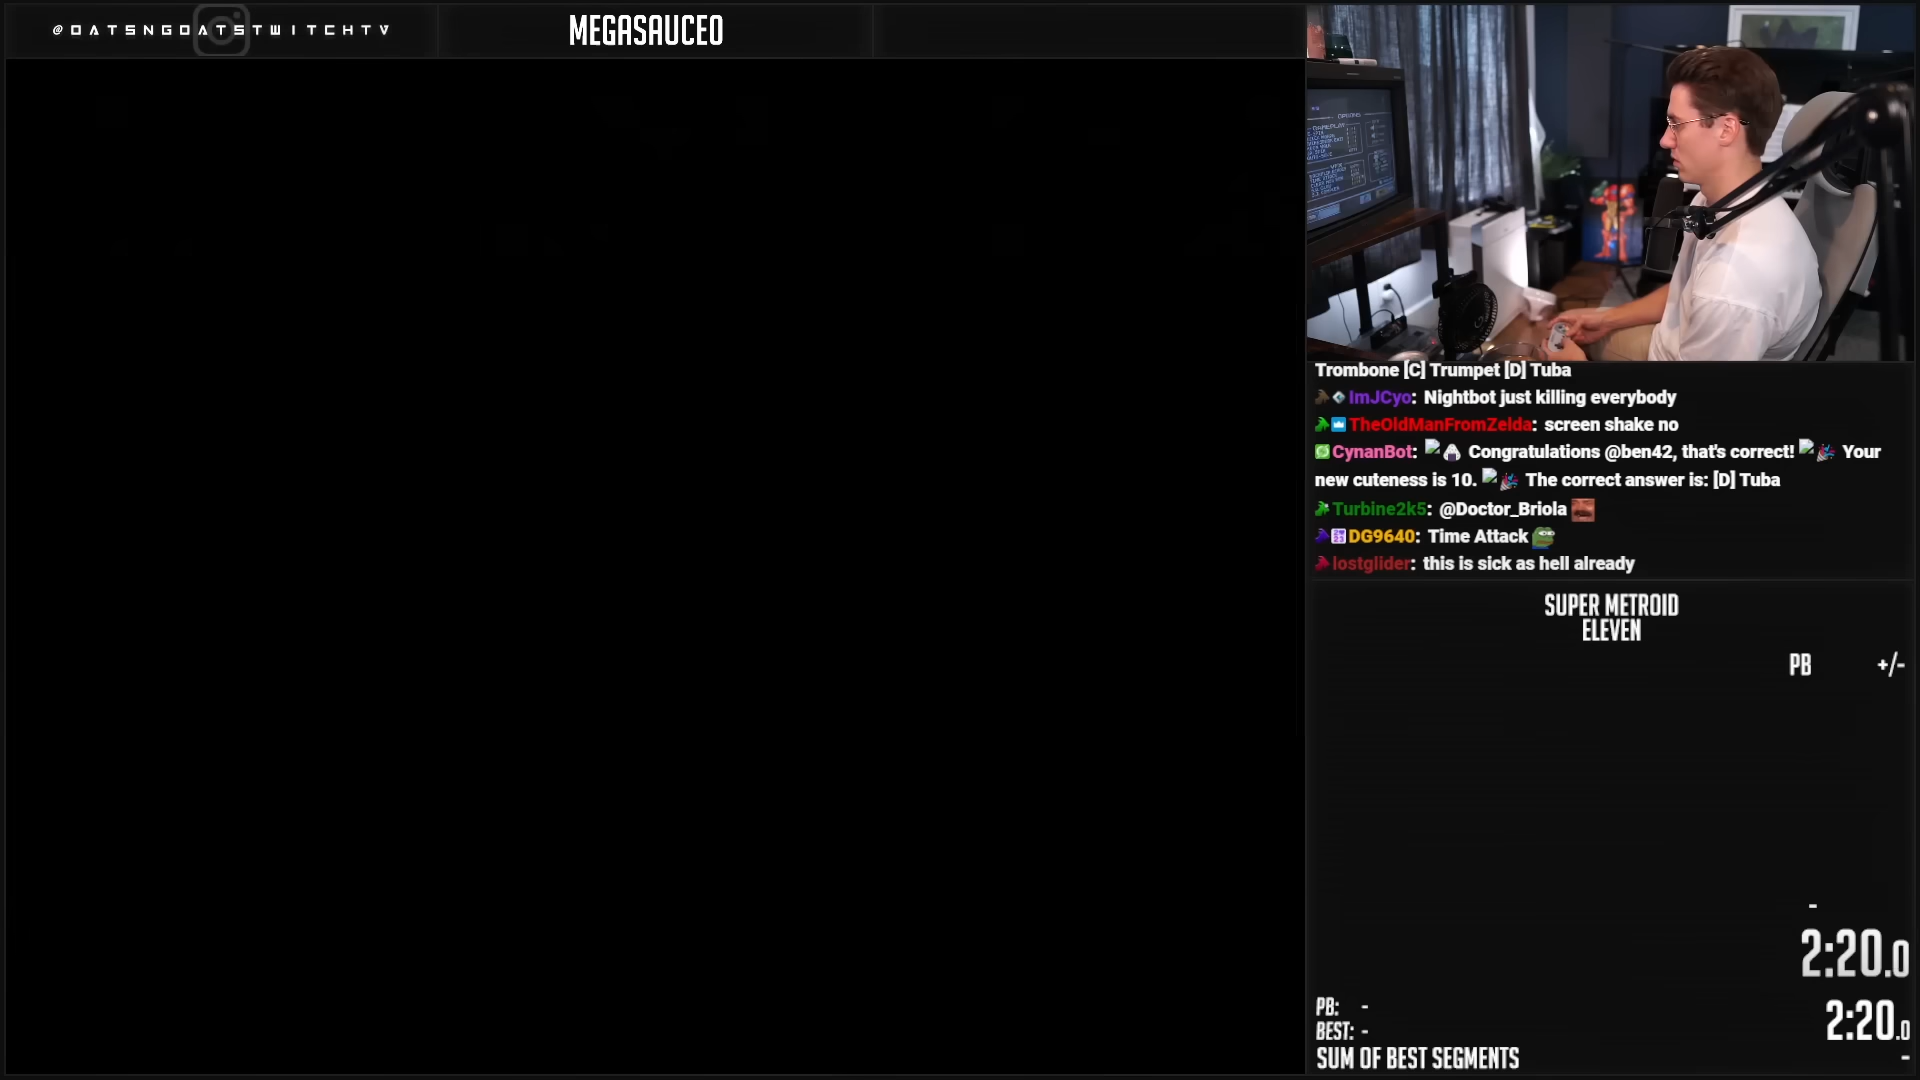 @OATSNGOATSTWITCHTV
MEGASAUCEO
OPTIONS
Trombone [C] Trumpet [D] Tuba
ImJCyo: Nightbot just killing everybody
TheOldManFromZelda: screen shake no
CynanBot: Congratulations @ben42, that's correct! Your
new cuteness is 10. The correct answer is: [D] Tuba
Turbine2k5: @Doctor_Briola
DG9640: Time Attack
lostglider: this is sick as hell already
SUPER METROID
ELEVEN
PB +/-
-
2:20.0
PB: -
2:20.0
BEST: -
SUM OF BEST SEGMENTS -